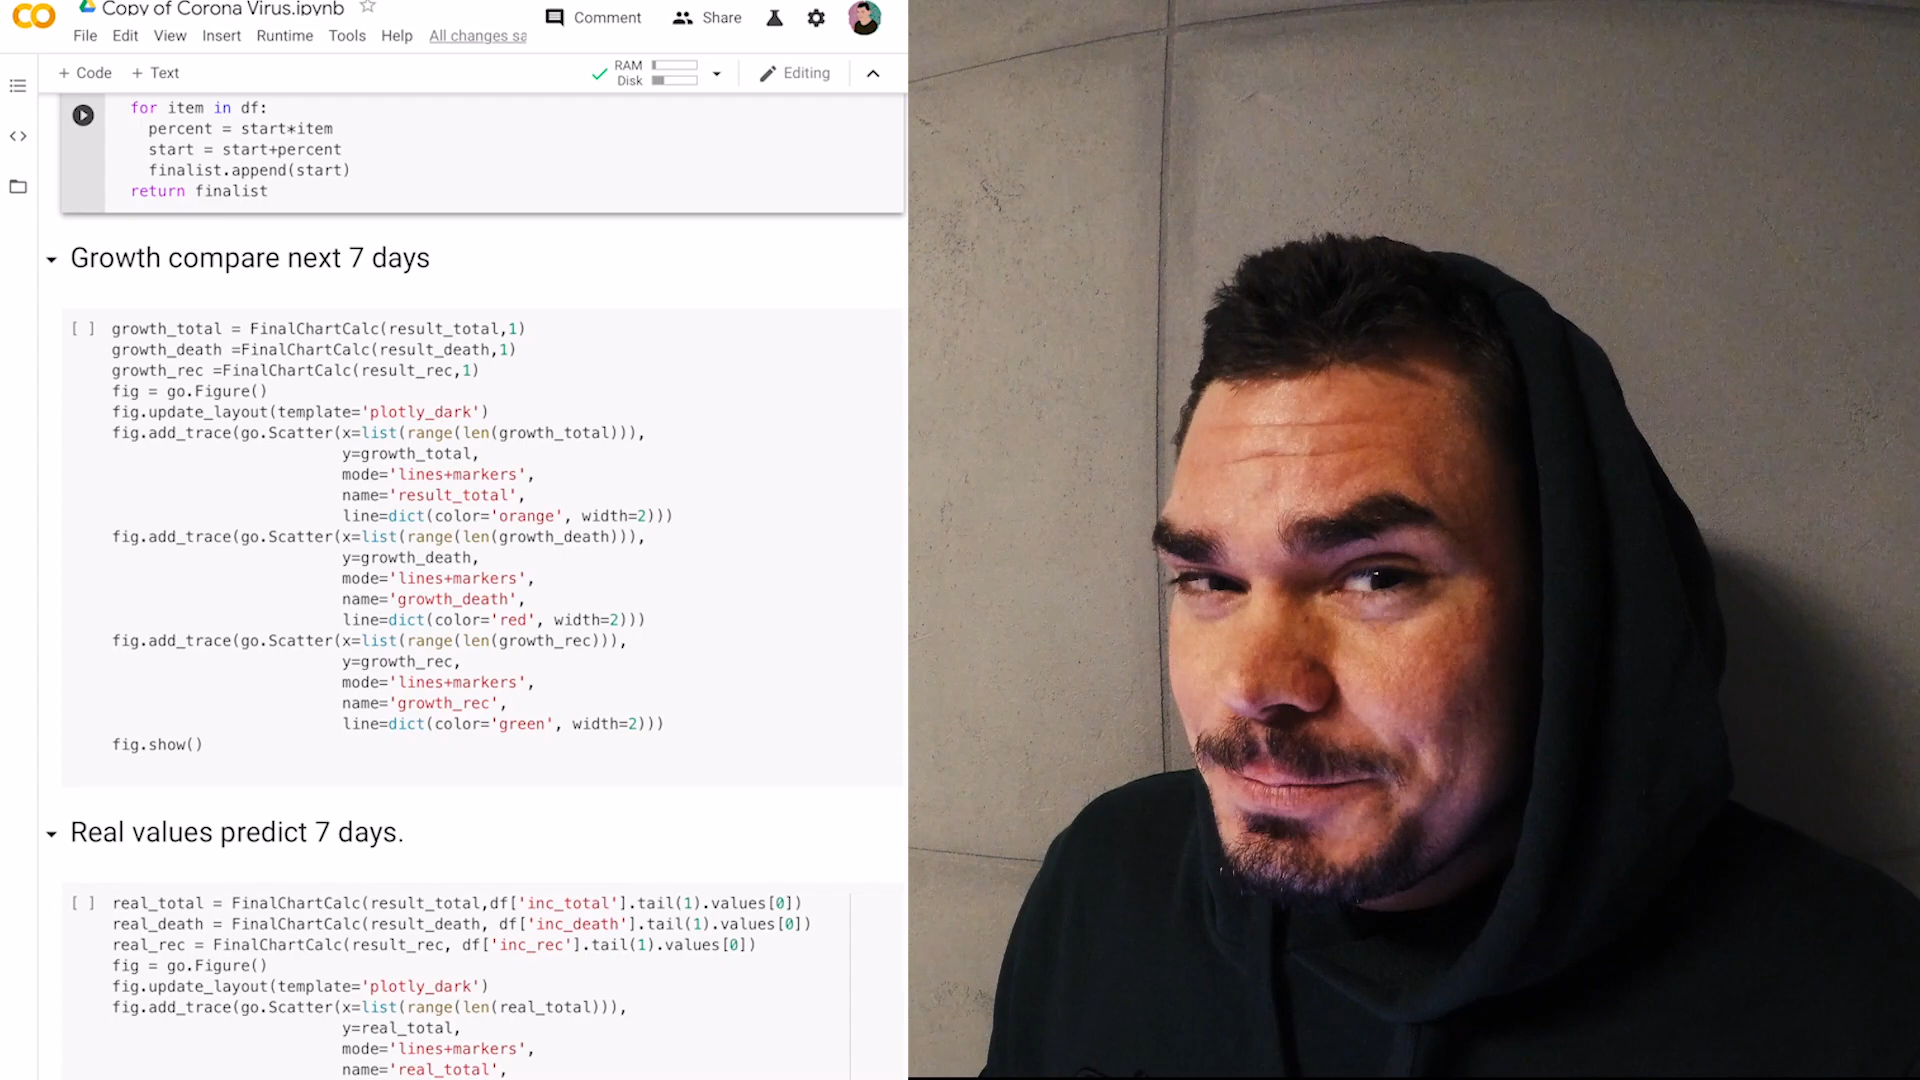 CO
Copy of Corona Virus.ipynb
Comment
Share
File Edit View Insert Runtime Tools Help All changes sa
+ Code + Text
RAM
Disk
Editing
for item in df:
percent = start*item
start = start+percent
finalist.append(start)
return finalist
Growth compare next 7 days
[ ] growth_total = FinalChartCalc(result_total,1)
growth_death =FinalChartCalc(result_death,1)
growth_rec =FinalChartCalc(result_rec,1)
fig = go.Figure()
fig.update_layout(template='plotly_dark')
fig.add_trace(go.Scatter(x=list(range(len(growth_total))),
y=growth_total,
mode='lines+markers',
name='result_total',
line=dict(color='orange', width=2)))
fig.add_trace(go.Scatter(x=list(range(len(growth_death))),
y=growth_death,
mode='lines+markers',
name='growth_death',
line=dict(color='red', width=2)))
fig.add_trace(go.Scatter(x=list(range(len(growth_rec))),
y=growth_rec,
mode='lines+markers',
name='growth_rec',
line=dict(color='green', width=2)))
fig.show()
Real values predict 7 days.
[ ] real_total = FinalChartCalc(result_total,df['inc_total'].tail(1).values[0])
real_death = FinalChartCalc(result_death, df['inc_death'].tail(1).values[0])
real_rec = FinalChartCalc(result_rec, df['inc_rec'].tail(1).values[0])
fig = go.Figure()
fig.update_layout(template='plotly_dark')
fig.add_trace(go.Scatter(x=list(range(len(real_total))),
y=real_total,
mode='lines+markers',
name='real_total',